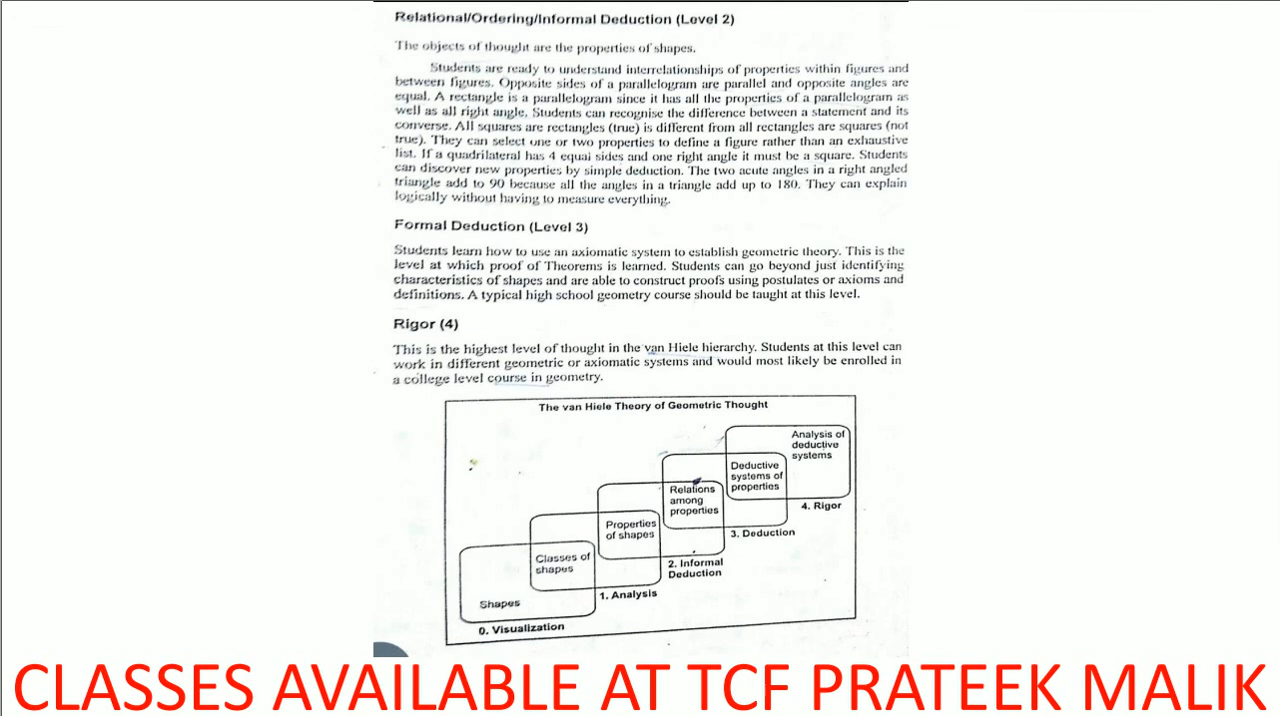 Relational/Ordering/Informal Deduction (Level 2)
The objects of thought are the properties of shapes.
Students are ready to understand interrelationships of properties within figures and
between figures. Opposite sides of a parallelogram are parallel and opposite angles are
equal. A rectangle is a parallelogram since it has all the properties of a parallelogram as
well as all right angle. Students can recognise the difference between a statement and its
converse. All squares are rectangles (true) is different from all rectangles are squares (not
true). They can select one or two properties to define a figure rather than an exhaustive
list. If a quadrilateral has 4 equal sides and one right angle it must be a square. Students
can discover new properties by simple deduction. The two acute angles in a right angled
triangle add to 90 because all the angles in a triangle add up to 180. They can explain
logically without having to measure everything.
Formal Deduction (Level 3)
Students learn how to use an axiomatic system to establish geometric theory. This is the
level at which proof of Theorems is learned. Students can go beyond just identifying
characteristics of shapes and are able to construct proofs using postulates or axioms and
definitions. A typical high school geometry course should be taught at this level.
Rigor (4)
This is the highest level of thought in the van Hiele hierarchy. Students at this level can
work in different geometric or axiomatic systems and would most likely be enrolled in
a college level course in geometry.
The van Hiele Theory of Geometric Thought
Analysis of
deductive
systems
4. Rigor
Deductive
systems of
properties
3. Deduction
Relations
among
properties
2. Informal
Deduction
Properties
of shapes
1. Analysis
Classes of
shapes
Shapes
0. Visualization
CLASSES AVAILABLE AT TCF PRATEEK MALIK